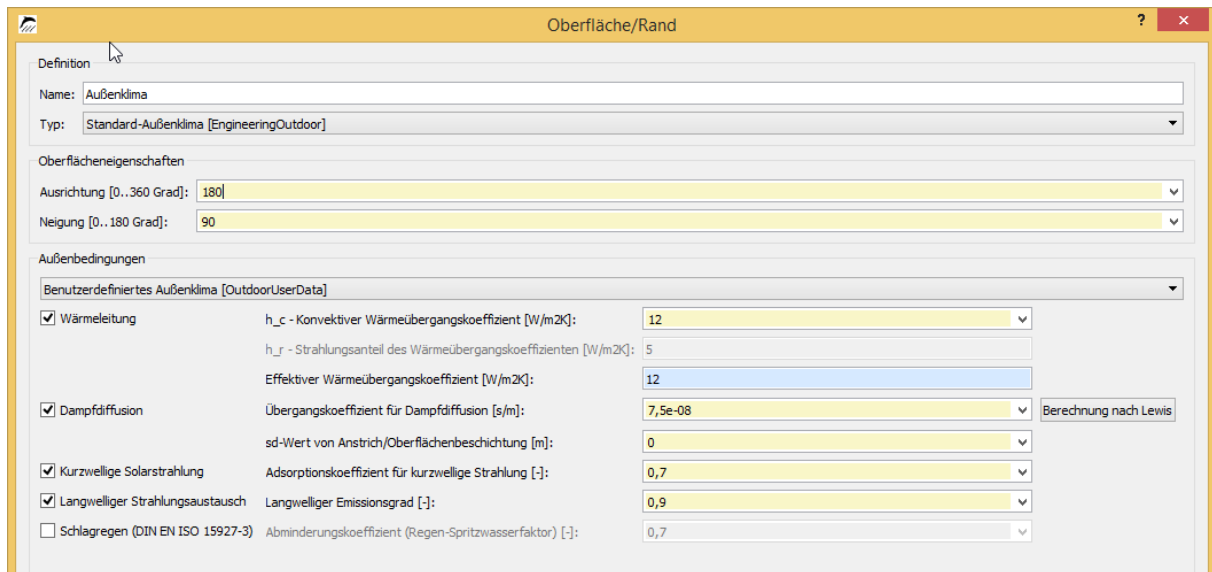 Oberfläche/Rand
?
Definition
Name: Außenklima
Typ: Standard-Außenklima [EngineeringOutdoor]
Oberflächeneigenschaften
Ausrichtung [0..360 Grad]: 180
Neigung [0..180 Grad]: 90
Außenbedingungen
Benutzerdefiniertes Außenklima [OutdoorUserData]
Wärmeleitung h_c - Konvektiver Wärmeübergangskoeffizient [W/m2K]: 12
h_r - Strahlungsanteil des Wärmeübergangskoeffizienten [W/m2K]: 5
Effektiver Wärmeübergangskoeffizient [W/m2K]: 12
Dampfdiffusion Übergangskoeffizient für Dampfdiffusion [s/m]: 7,5e-08 Berechnung nach Lewis
sd-Wert von Anstrich/Oberflächenbeschichtung [m]: 0
Kurzwellige Solarstrahlung Adsorptionskoeffizient für kurzwellige Strahlung [-]: 0,7
Langwelliger Strahlungsaustausch Langwelliger Emissionsgrad [-]: 0,9
Schlagregen (DIN EN ISO 15927-3) Abminderungskoeffizient (Regen-Spritzwasserfaktor) [-]: 0,7